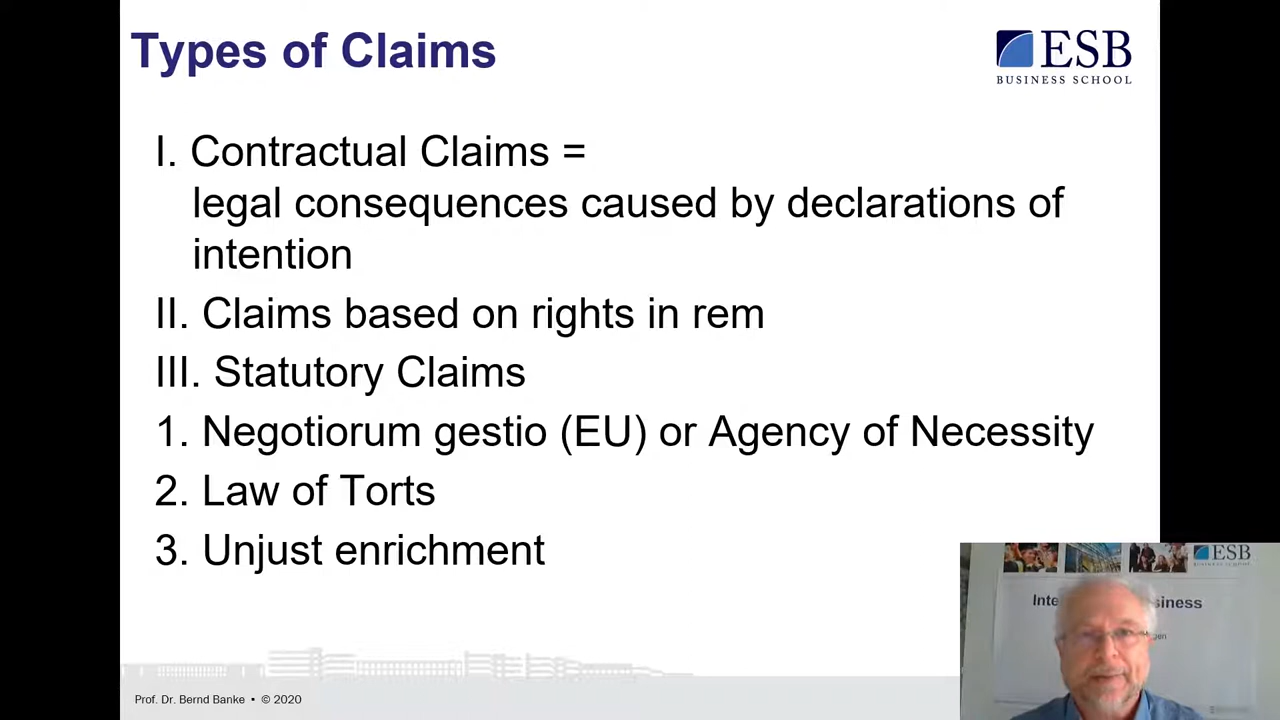 Types of Claims
ESB
BUSINESS SCHOOL
I. Contractual Claims =
legal consequences caused by declarations of
intention
II. Claims based on rights in rem
III. Statutory Claims
1. Negotiorum gestio (EU) or Agency of Necessity
2. Law of Torts
3. Unjust enrichment
Prof. Dr. Bernd Banke • © 2020
ESB